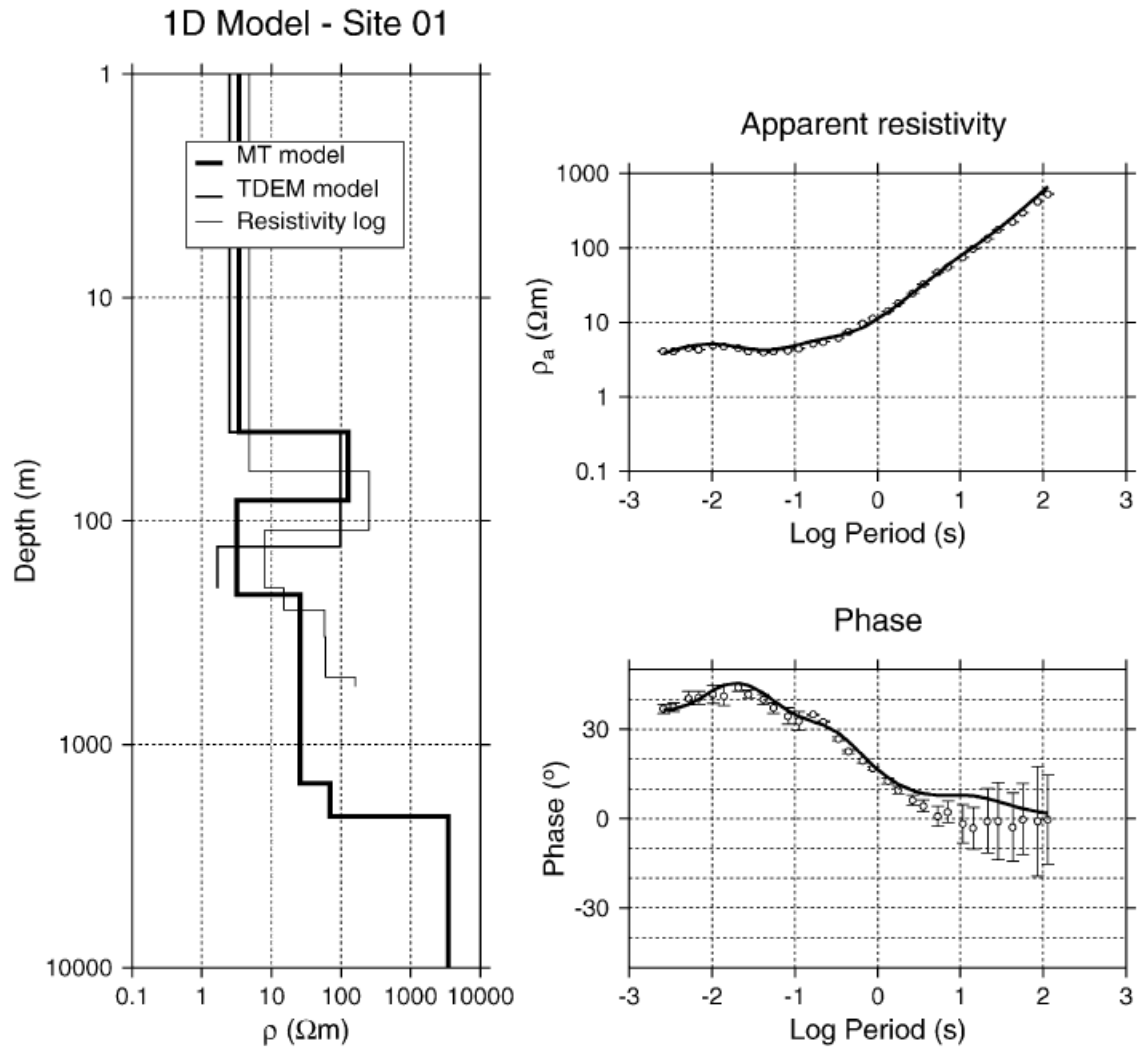 1D Model - Site 01
1
10
100
1000
10000
Depth (m)
MT model
TDEM model
Resistivity log
0.1 1 10 100 1000 10000
ρ (Ωm)
Apparent resistivity
1000
100
10
1
0.1
ρa (Ωm)
-3 -2 -1 0 1 2 3
Log Period (s)
Phase
30
0
-30
Phase (º)
-3 -2 -1 0 1 2 3
Log Period (s)